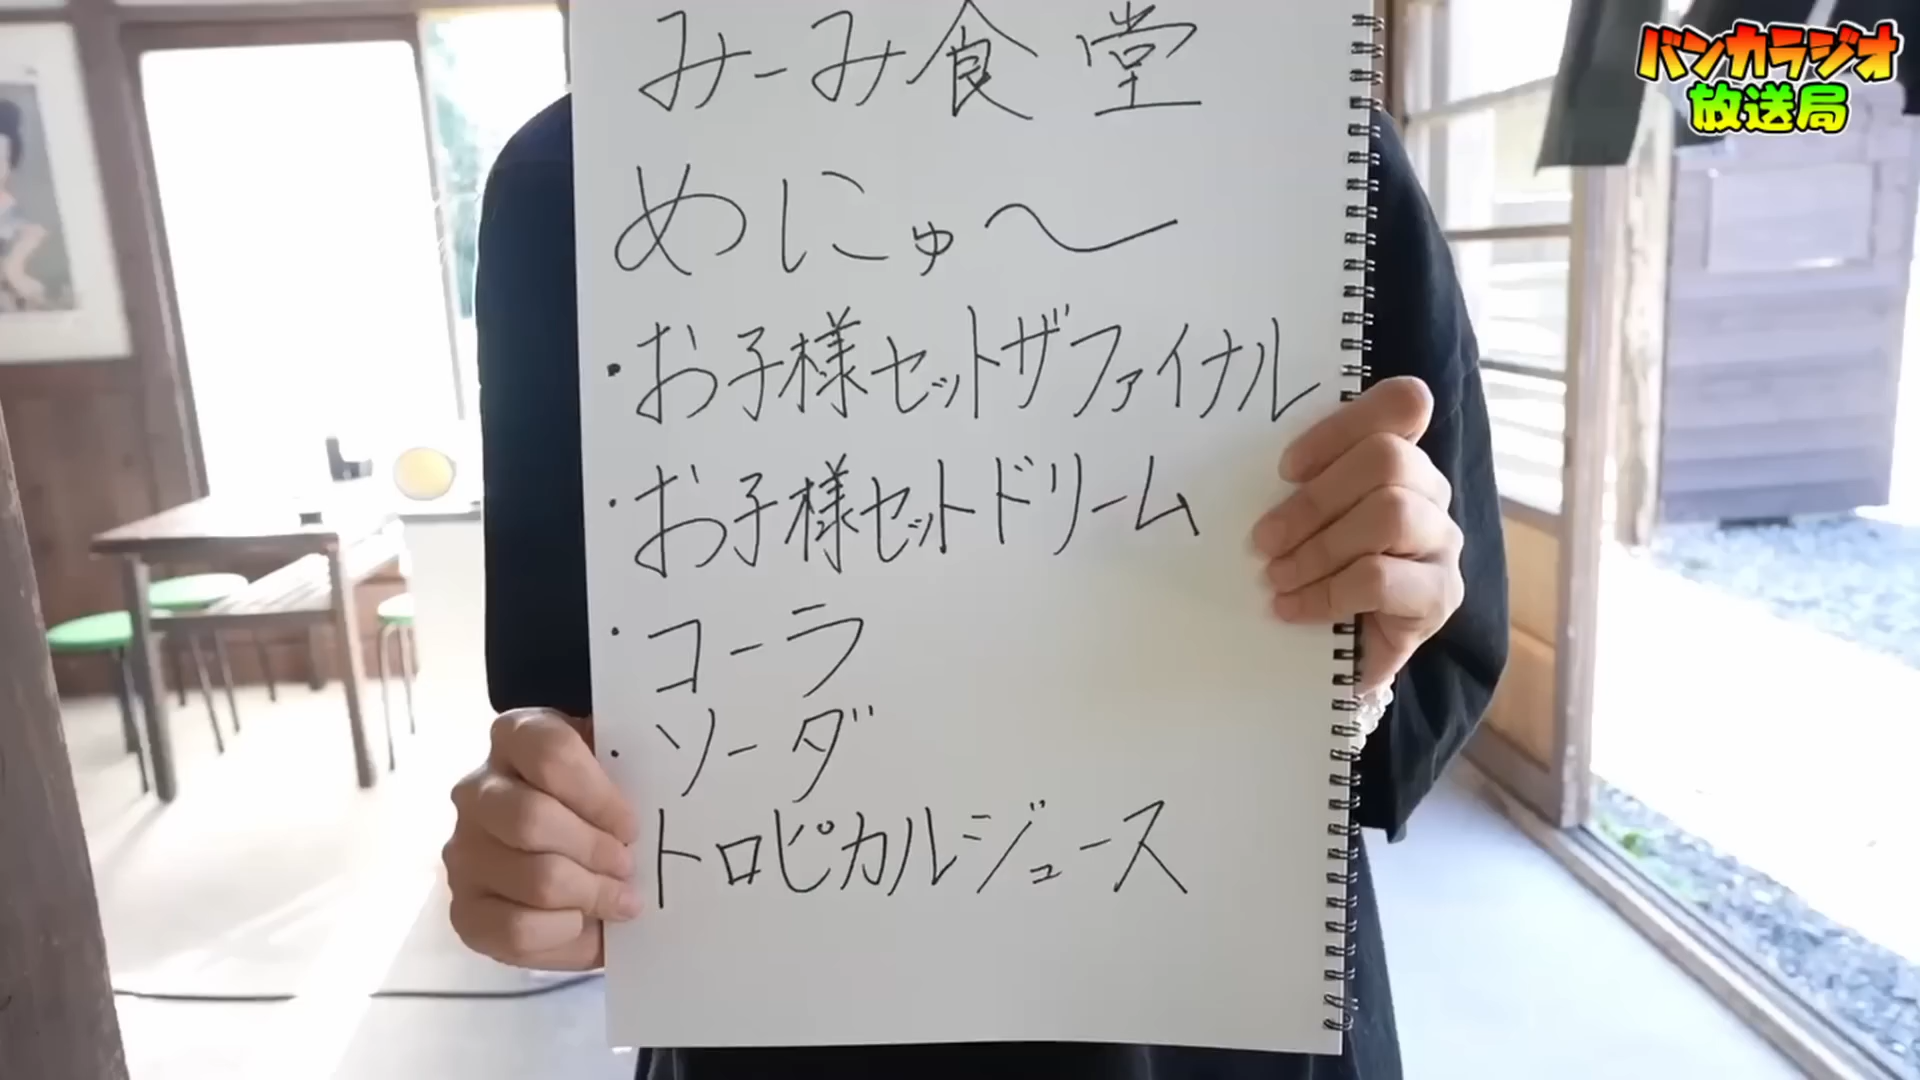 みーみ食堂
めにゅ〜
・お子様セットザファイナル
・お子様セットドリーム
・コーラ
・ソーダ
トロピカルジュース
バンカラジオ
放送局